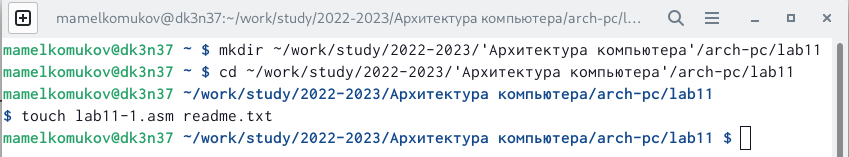 mamelkomukov@dk3n37:~/work/study/2022-2023/Архитектура компьютера/arch-pc/l...
mamelkomukov@dk3n37 ~ $ mkdir ~/work/study/2022-2023/'Архитектура компьютера'/arch-pc/lab11
mamelkomukov@dk3n37 ~ $ cd ~/work/study/2022-2023/'Архитектура компьютера'/arch-pc/lab11
mamelkomukov@dk3n37 ~/work/study/2022-2023/Архитектура компьютера/arch-pc/lab11
$ touch lab11-1.asm readme.txt
mamelkomukov@dk3n37 ~/work/study/2022-2023/Архитектура компьютера/arch-pc/lab11 $